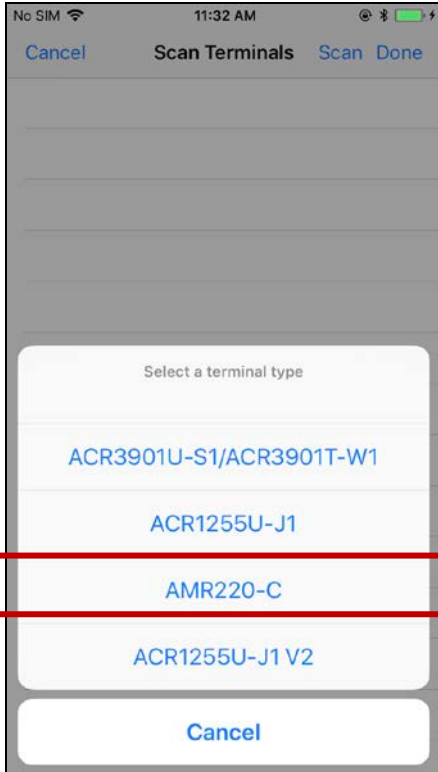 No SIM 11:32 AM
Cancel Scan Terminals Scan Done
Select a terminal type
ACR3901U-S1/ACR3901T-W1
ACR1255U-J1
AMR220-C
ACR1255U-J1 V2
Cancel